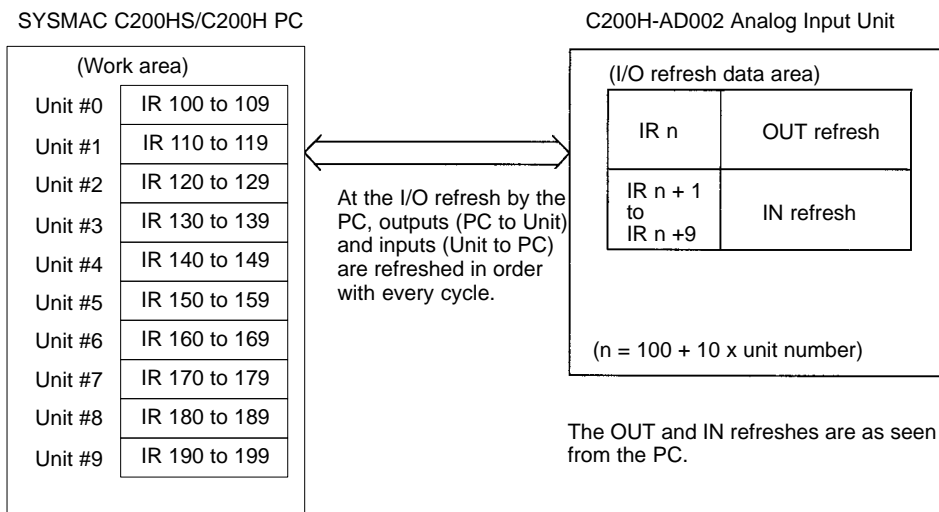 SYSMAC C200HS/C200H PC
(Work area)
Unit #0 IR 100 to 109
Unit #1 IR 110 to 119
Unit #2 IR 120 to 129
Unit #3 IR 130 to 139
Unit #4 IR 140 to 149
Unit #5 IR 150 to 159
Unit #6 IR 160 to 169
Unit #7 IR 170 to 179
Unit #8 IR 180 to 189
Unit #9 IR 190 to 199
At the I/O refresh by the
PC, outputs (PC to Unit)
and inputs (Unit to PC)
are refreshed in order
with every cycle.
C200H-AD002 Analog Input Unit
(I/O refresh data area)
IR n OUT refresh
IR n + 1
to
IR n +9
IN refresh
(n = 100 + 10 x unit number)
The OUT and IN refreshes are as seen
from the PC.